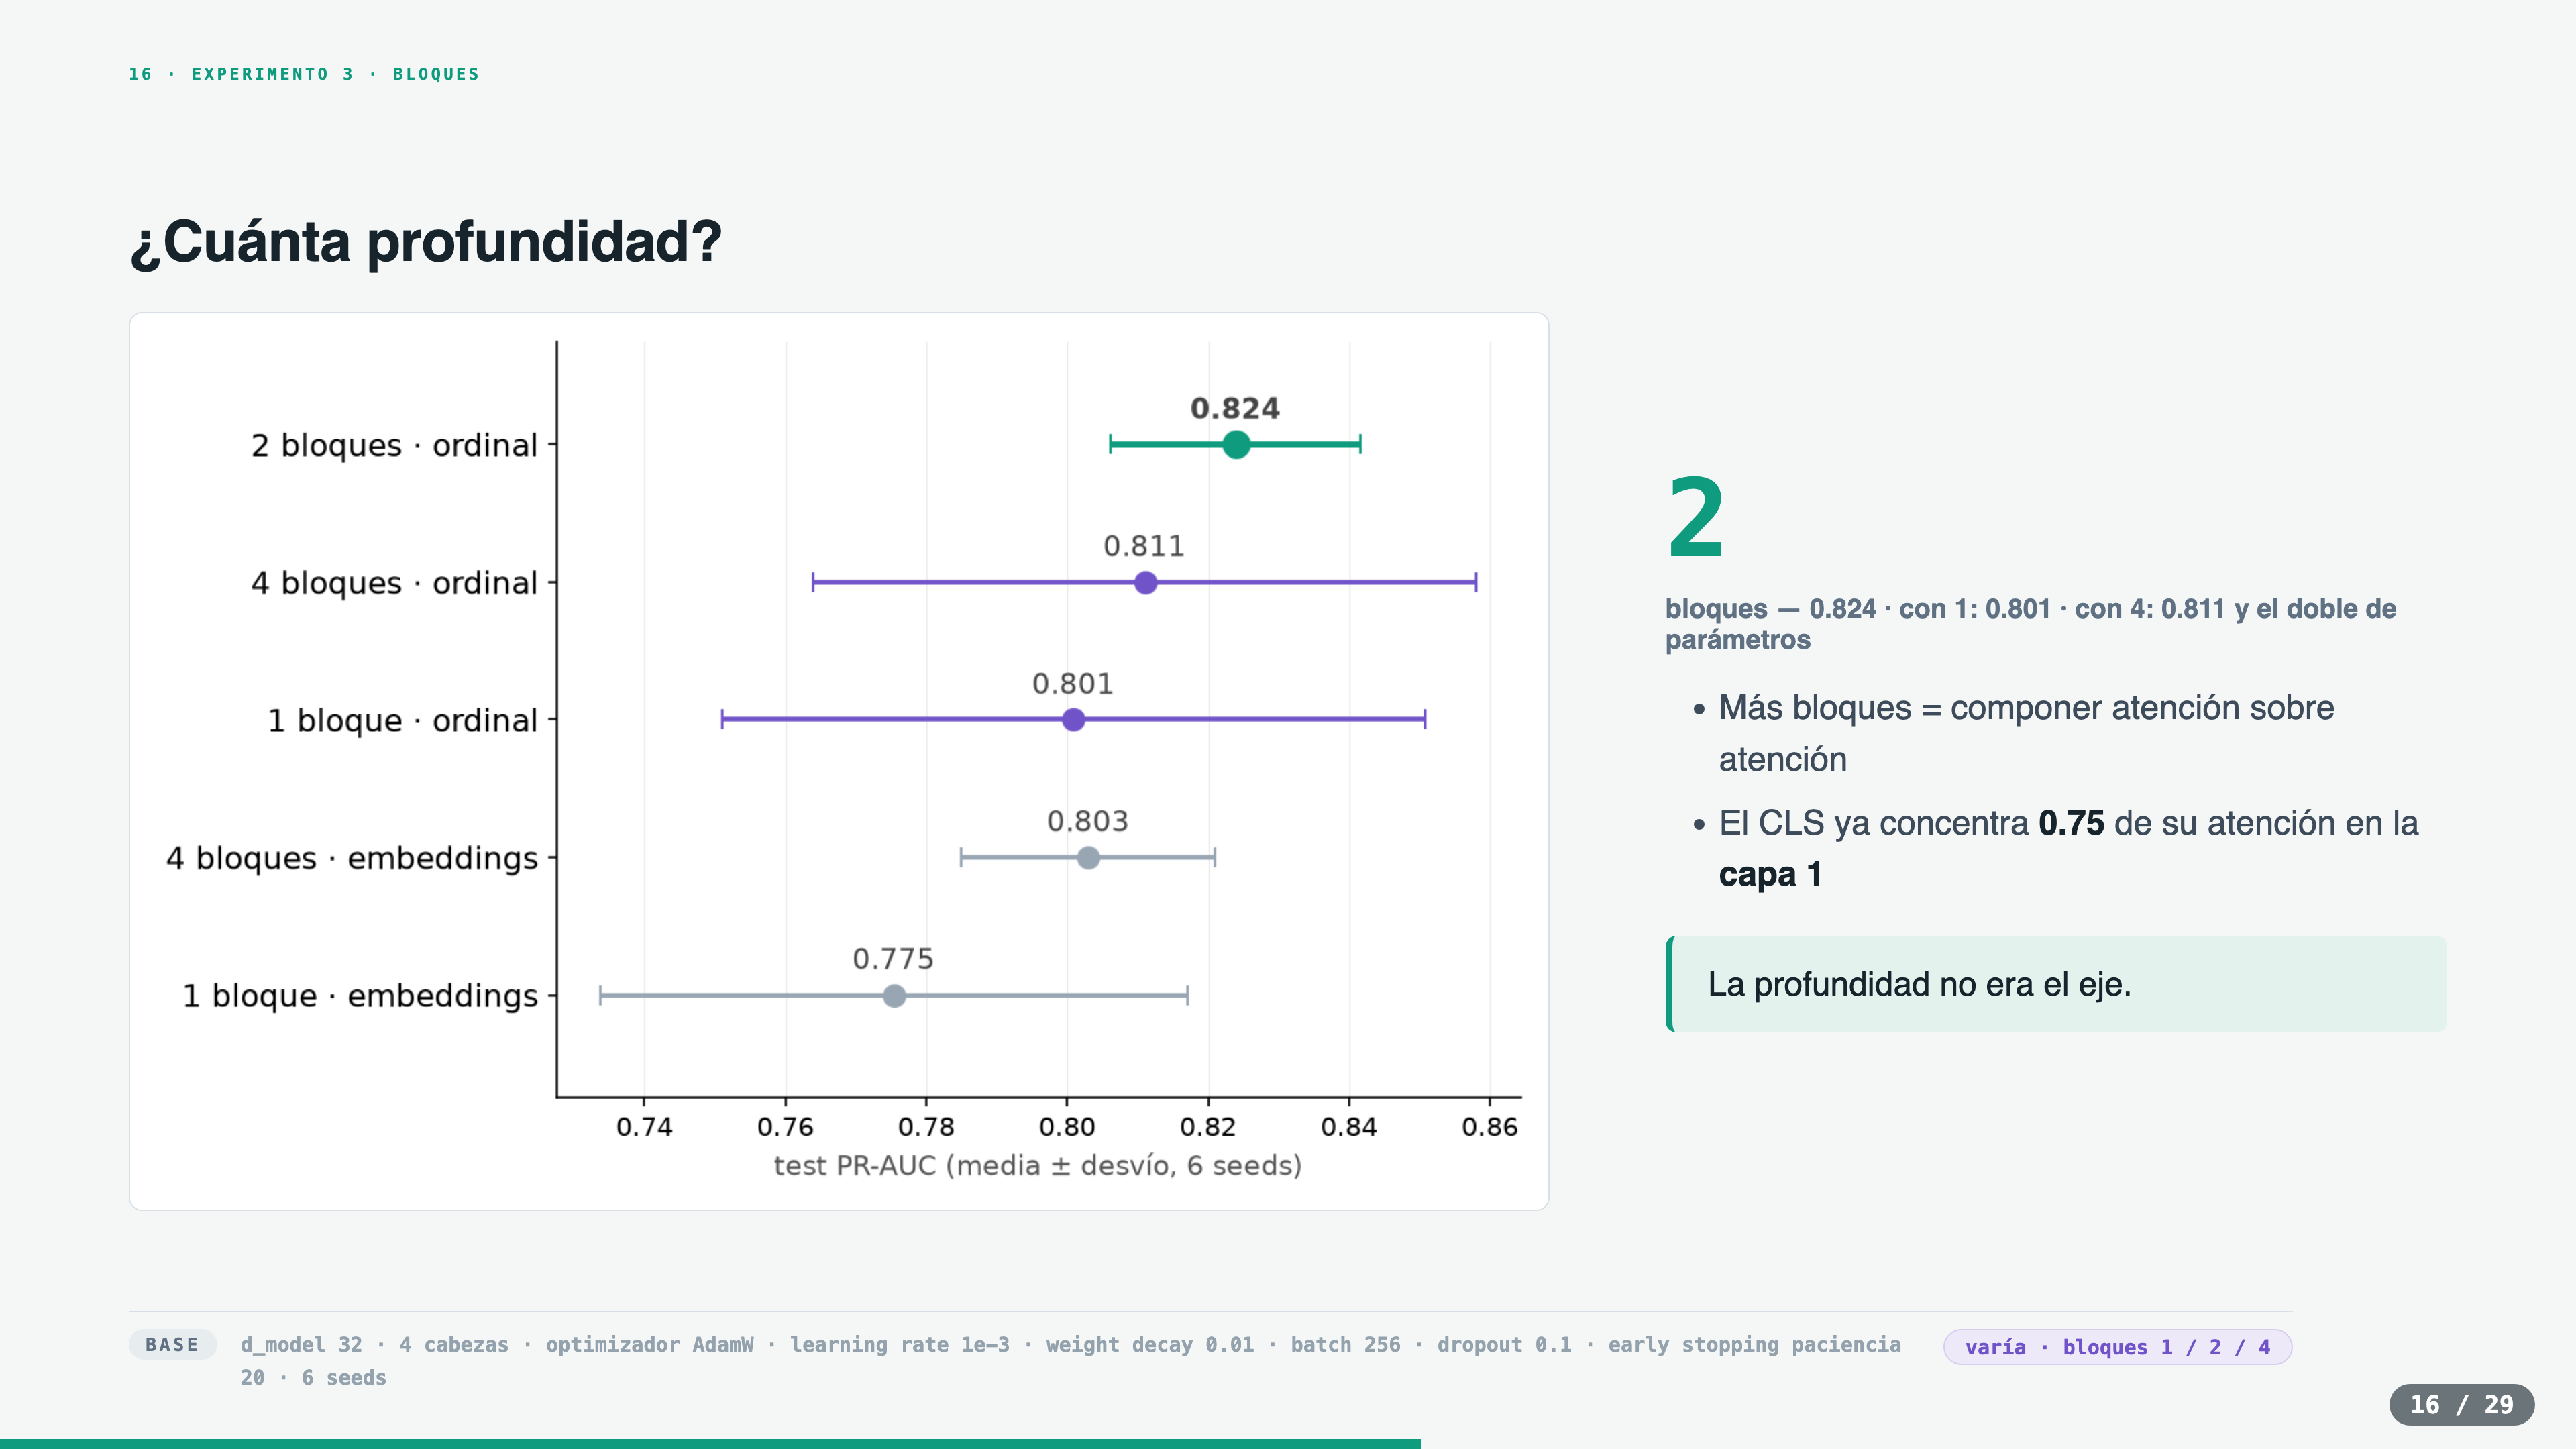 16 · EXPERIMENTO 3 · BLOQUES
¿Cuánta profundidad?
0.824
2 bloques · ordinal
0.811
4 bloques · ordinal
0.801
1 bloque · ordinal
0.803
4 bloques · embeddings
0.775
1 bloque · embeddings
0.74 0.76 0.78 0.80 0.82 0.84 0.86
test PR-AUC (media ± desvío, 6 seeds)
2
bloques — 0.824 · con 1: 0.801 · con 4: 0.811 y el doble de
parámetros
• Más bloques = componer atención sobre
atención
• El CLS ya concentra 0.75 de su atención en la
capa 1
La profundidad no era el eje.
BASE d_model 32 · 4 cabezas · optimizador AdamW · learning rate 1e−3 · weight decay 0.01 · batch 256 · dropout 0.1 · early stopping paciencia
20 · 6 seeds
varía · bloques 1 / 2 / 4
16 / 29